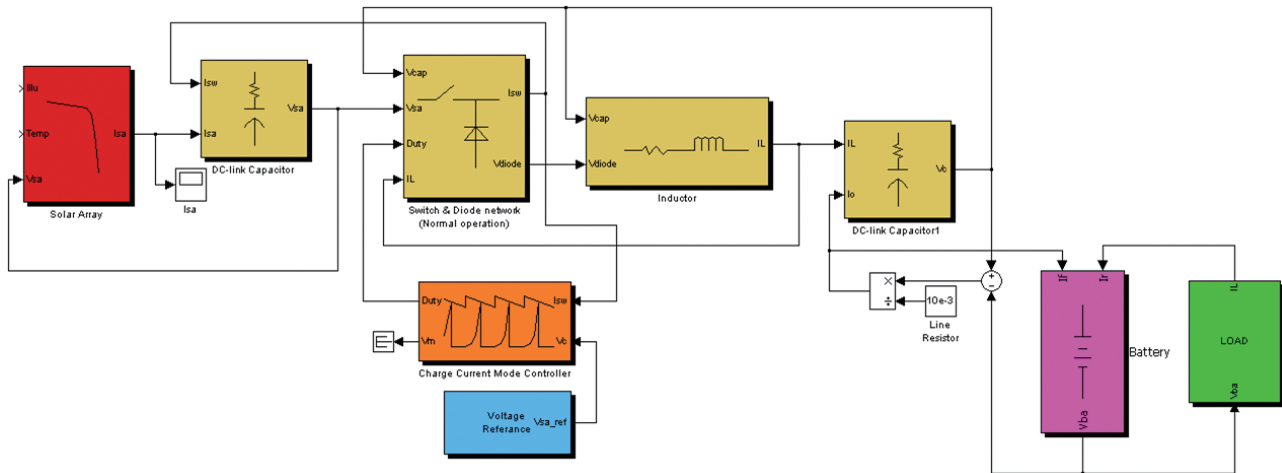 Illu
Temp
Vsa
Isa
Solar Array
Isa
Isw
Isa
Vsa
DC-link Capacitor
Vcap
Vsa
Duty
IL
Isw
Vdiode
Switch & Diode network
(Normal operation)
Vcap
Vdiode
IL
Inductor
IL
Io
Vc
DC-link Capacitor1
Duty
Vm
Isw
Vc
Charge Current Mode Controller
Voltage
Referance
Vsa_ref
×
÷
10e-3
Line
Resistor
+
−
If
Ir
Vba
Battery
IL
LOAD
Vba